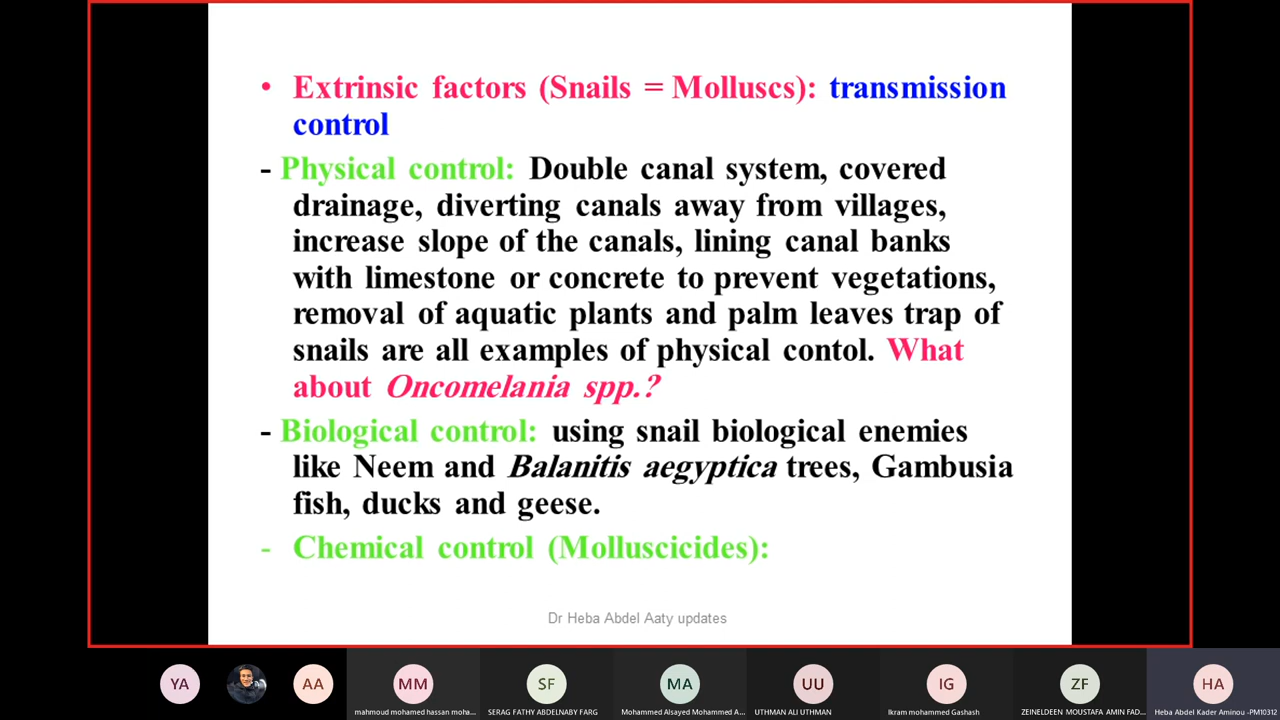 • Extrinsic factors (Snails = Molluscs): transmission
control
- Physical control: Double canal system, covered
drainage, diverting canals away from villages,
increase slope of the canals, lining canal banks
with limestone or concrete to prevent vegetations,
removal of aquatic plants and palm leaves trap of
snails are all examples of physical contol. What
about Oncomelania spp.?
- Biological control: using snail biological enemies
like Neem and Balanitis aegyptica trees, Gambusia
fish, ducks and geese.
- Chemical control (Molluscicides):
Dr Heba Abdel Aaty updates
YA AA MM SF MA UU IG ZF HA
mahmoud mohamed hassan moha... SERAG FATHY ABDELNABY FARG Mohammed Alsayed Mohammed A... UTHMAN ALI UTHMAN Ikram mohammed Gashash ZEINELDEEN MOUSTAFA AMIN FAD... Heba Abdel Kader Aminou -PM10312